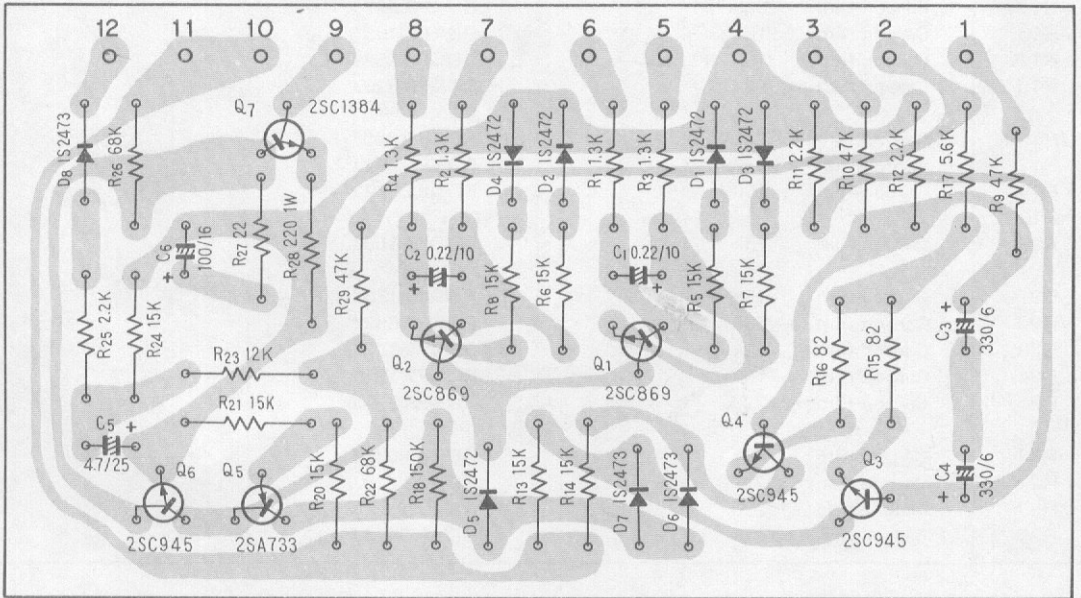 12 11 10 9 8 7 6 5 4 3 2 1
Q7 2SC1384
D8 1S2473
R26 68K
R4 1.3K
R2 1.3K
D4 1S2472
D2 1S2472
R1 1.3K
R3 1.3K
D1 1S2472
D3 1S2472
R11 2.2K
R10 47K
R12 2.2K
R17 5.6K
R9 47K
C6 100/16
+
R27 22
R28 220 1W
R29 47K
C2 0.22/10
+
R8 15K
R6 15K
C1 0.22/10
+
R5 15K
R7 15K
R25 2.2K
R24 15K
R23 12K
R21 15K
Q2
2SC869
Q1
2SC869
R16 82
R15 82
C3 + 330/6
C5 +
4.7/25
Q6
2SC945
Q5
2SA733
R20 15K
R22 68K
R18 150K
D5 1S2472
R13 15K
R14 15K
D7 1S2473
D6 1S2473
Q4
2SC945
Q3
2SC945
C4 + 330/6